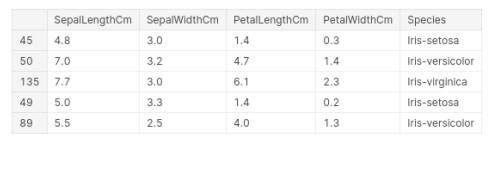 SepalLengthCm SepalWidthCm PetalLengthCm PetalWidthCm Species
45 4.8 3.0 1.4 0.3 Iris-setosa
50 7.0 3.2 4.7 1.4 Iris-versicolor
135 7.7 3.0 6.1 2.3 Iris-virginica
49 5.0 3.3 1.4 0.2 Iris-setosa
89 5.5 2.5 4.0 1.3 Iris-versicolor